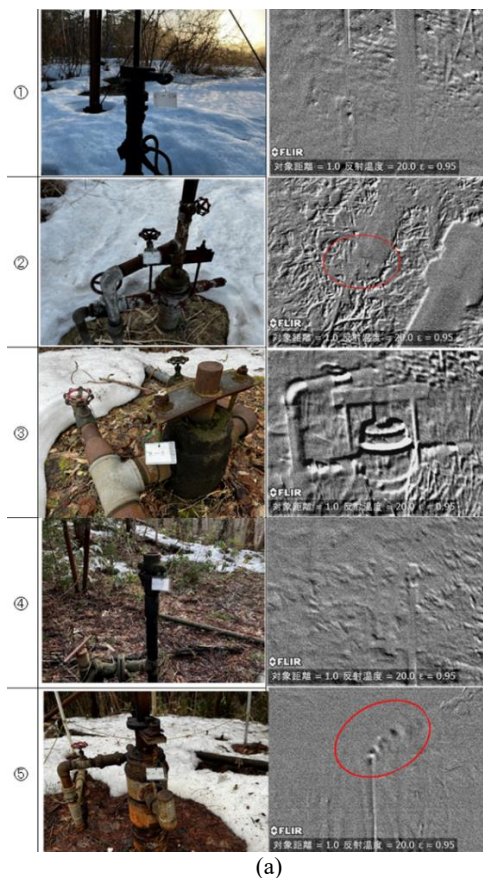 ①
FLIR
対象距離 = 1.0 反射温度 = 20.0 ε = 0.95
②
FLIR
対象距離 = 1.0 反射温度 = 20.0 ε = 0.95
③
FLIR
対象距離 = 1.0 反射温度 = 20.0 ε = 0.95
④
FLIR
対象距離 = 1.0 反射温度 = 20.0 ε = 0.95
⑤
FLIR
対象距離 = 1.0 反射温度 = 20.0 ε = 0.95
(a)